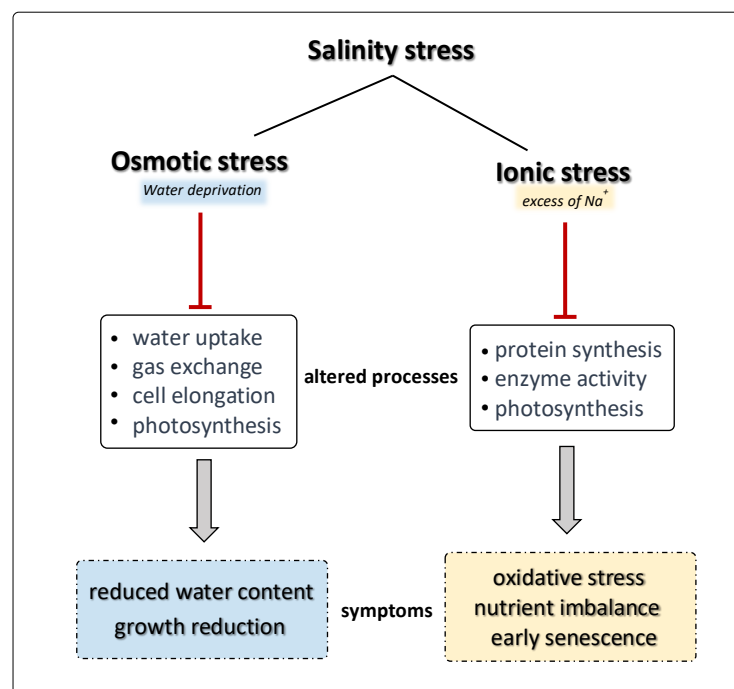 Salinity stress
Osmotic stress
Water deprivation
Ionic stress
excess of Na⁺
• water uptake
• gas exchange
• cell elongation
• photosynthesis
altered processes
• protein synthesis
• enzyme activity
• photosynthesis
reduced water content
growth reduction
symptoms
oxidative stress
nutrient imbalance
early senescence